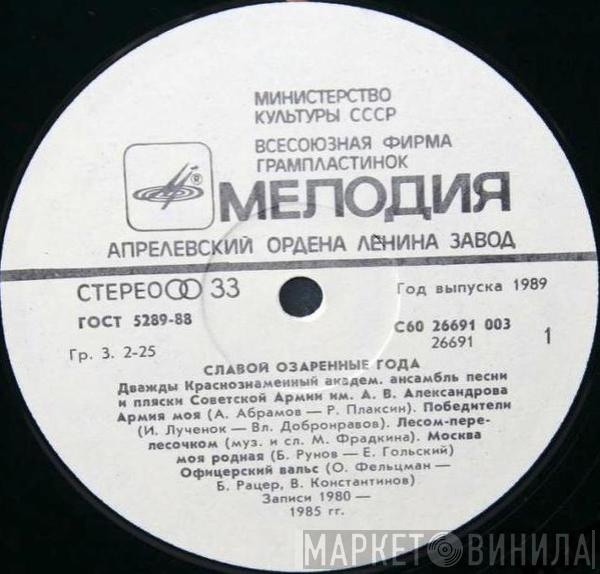 МИНИСТЕРСТВО
КУЛЬТУРЫ СССР
ВСЕСОЮЗНАЯ ФИРМА
ГРАМПЛАСТИНОК
®
МЕЛОДИЯ
АПРЕЛЕВСКИЙ ОРДЕНА ЛЕНИНА ЗАВОД
СТЕРЕО 33
Год выпуска 1989
ГОСТ 5289-88
С60 26691 003
26691
1
Гр. 3. 2-25
СЛАВОЙ ОЗАРЕННЫЕ ГОДА
Дважды Краснознаменный академ. ансамбль песни
и пляски Советской Армии им. А. В. Александрова
Армия моя (А. Абрамов — Р. Плаксин). Победители
(И. Лученок — Вл. Добронравов). Лесом-пере-
лесочком (муз. и сл. М. Фрадкина). Москва
моя родная (Б. Рунов — Е. Гольский)
Офицерский вальс (О. Фельцман —
Б. Рацер, В. Константинов)
Записи 1980—
1985 гг.
МАРКЕТ ВИНИЛА